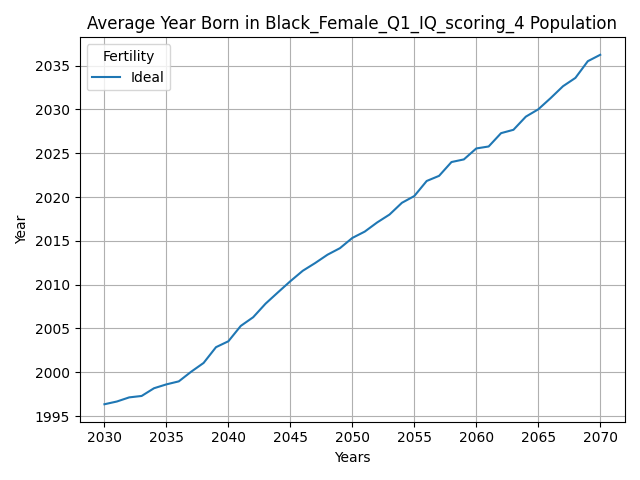 Average Year Born in Black_Female_Q1_IQ_scoring_4 Population
Fertility
Ideal
2035
2030
2025
2020
2015
2010
2005
2000
1995
Year
2030 2035 2040 2045 2050 2055 2060 2065 2070
Years